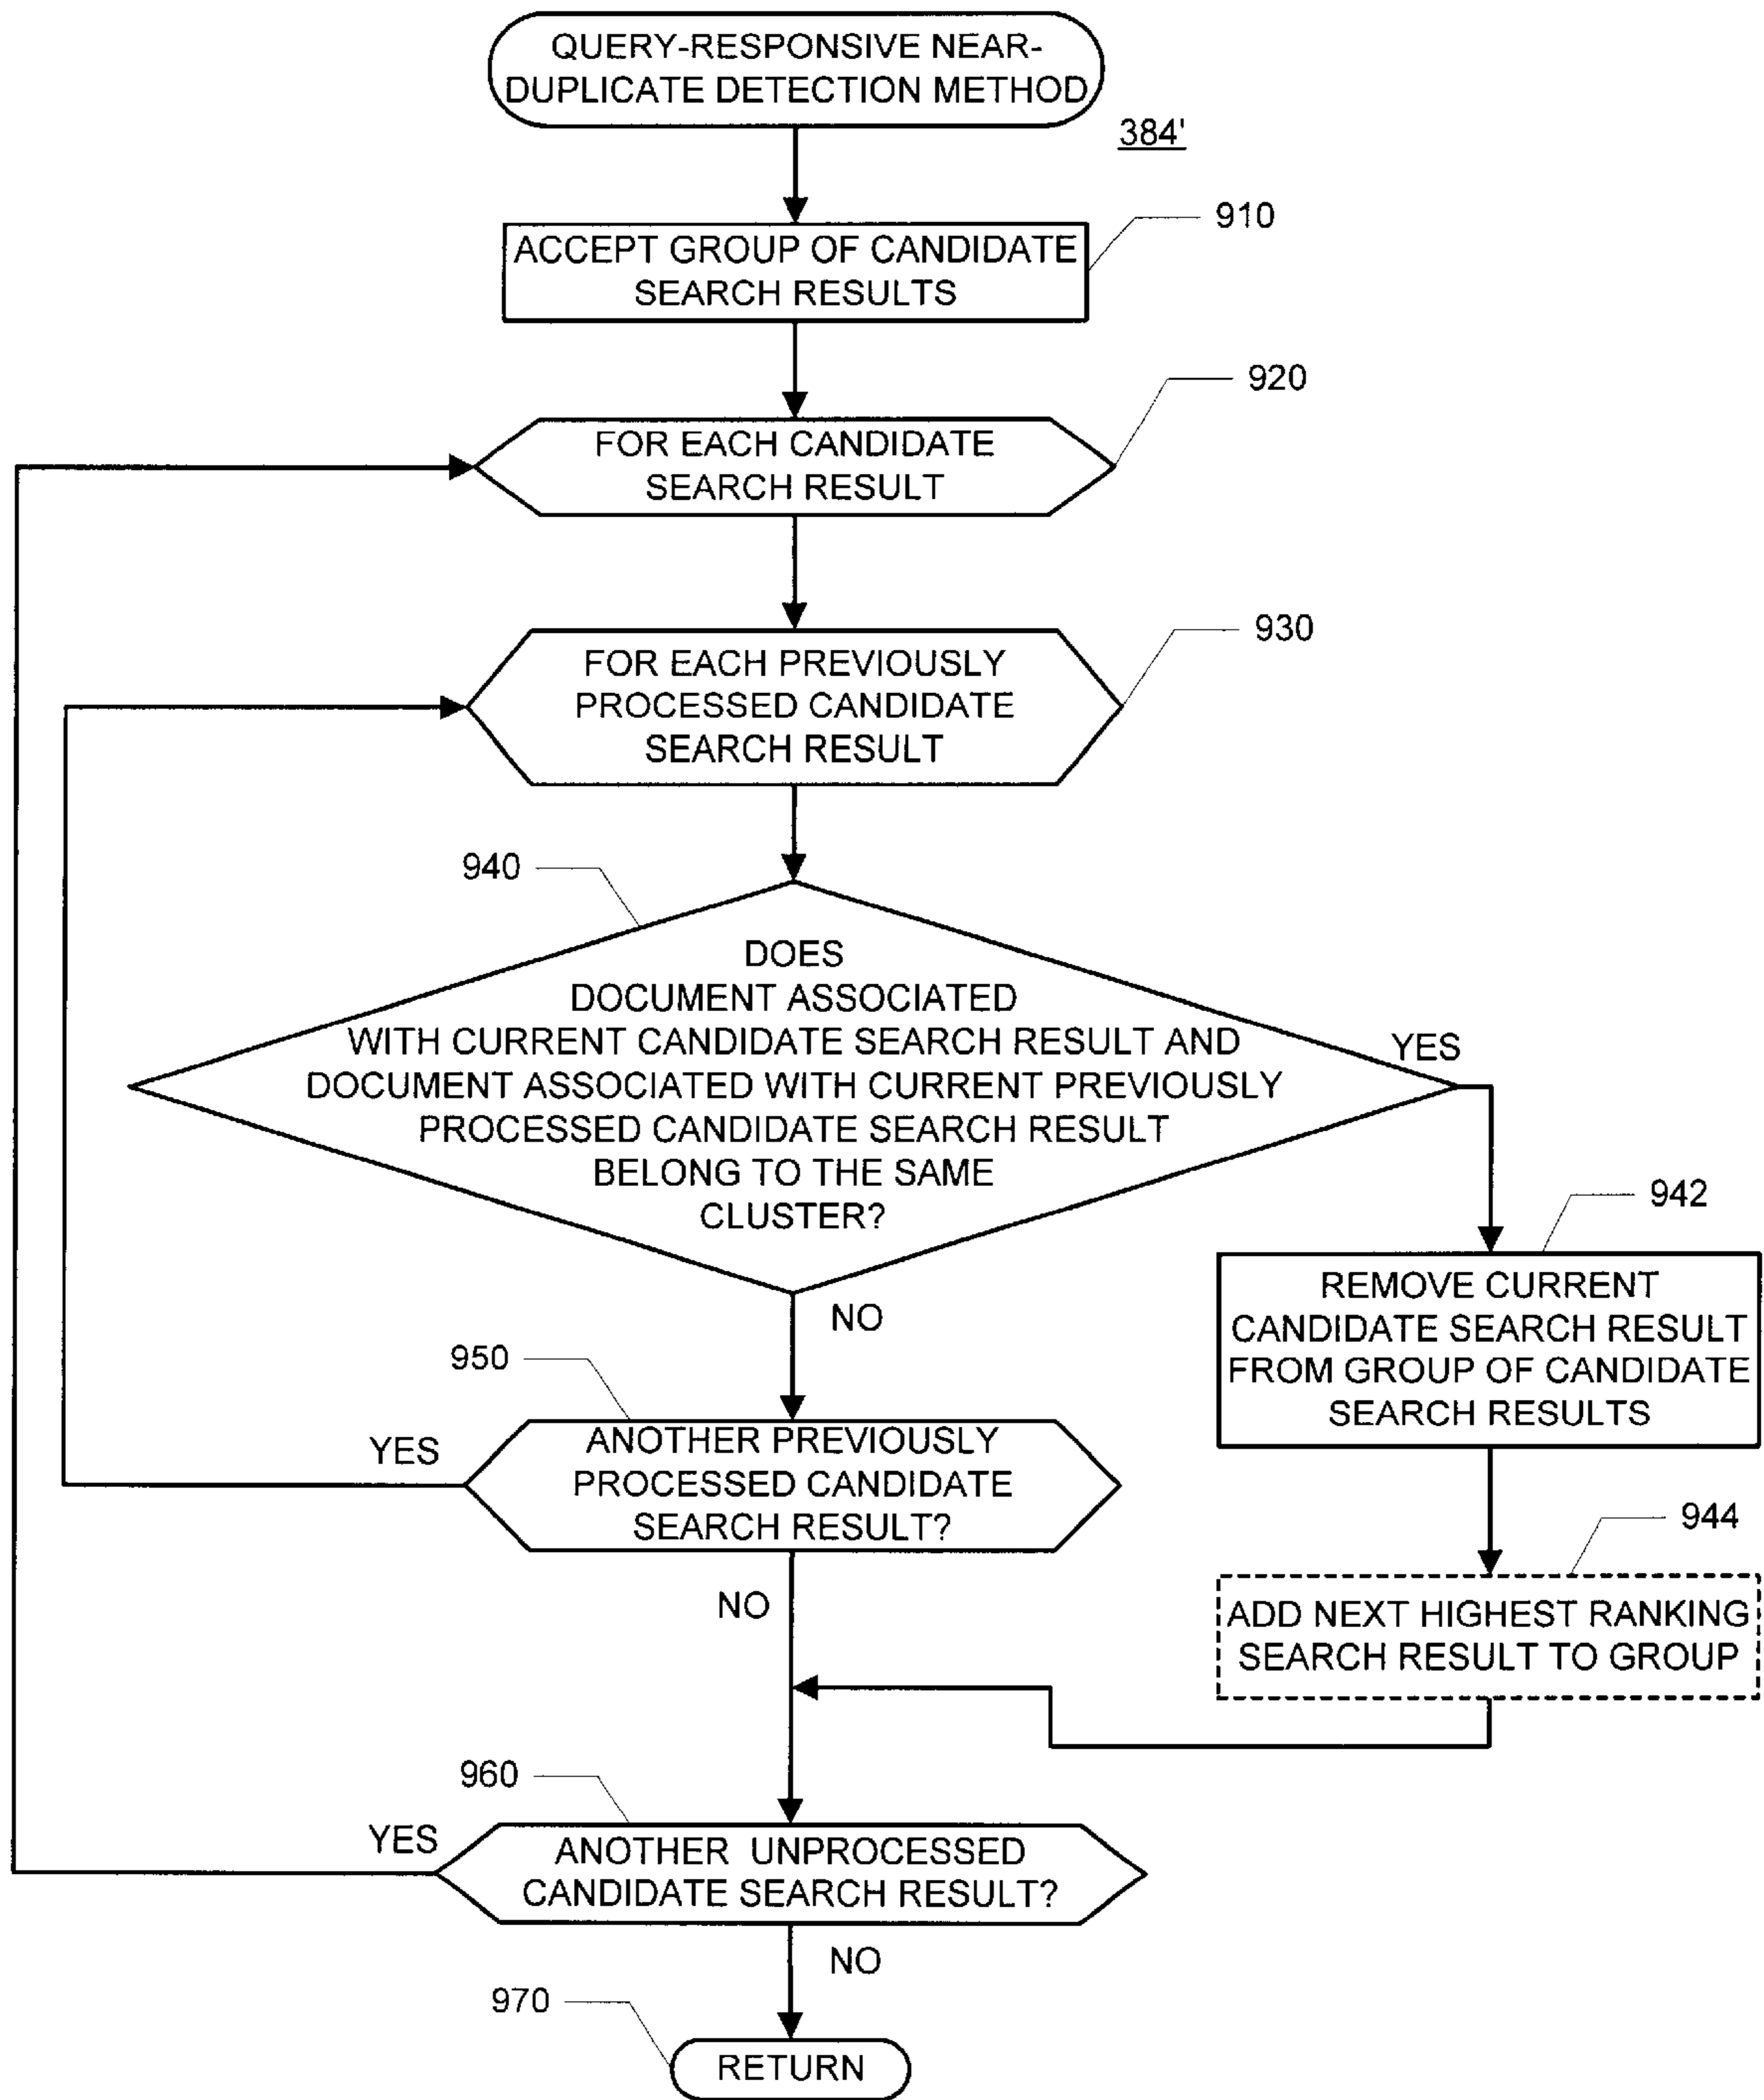 QUERY-RESPONSIVE NEAR-
DUPLICATE DETECTION METHOD
384'
910
ACCEPT GROUP OF CANDIDATE
SEARCH RESULTS
920
FOR EACH CANDIDATE
SEARCH RESULT
930
FOR EACH PREVIOUSLY
PROCESSED CANDIDATE
SEARCH RESULT
940
DOES
DOCUMENT ASSOCIATED
WITH CURRENT CANDIDATE SEARCH RESULT AND
DOCUMENT ASSOCIATED WITH CURRENT PREVIOUSLY
PROCESSED CANDIDATE SEARCH RESULT
BELONG TO THE SAME
CLUSTER?
YES
942
REMOVE CURRENT
CANDIDATE SEARCH RESULT
FROM GROUP OF CANDIDATE
SEARCH RESULTS
NO
950
YES
ANOTHER PREVIOUSLY
PROCESSED CANDIDATE
SEARCH RESULT?
944
ADD NEXT HIGHEST RANKING
SEARCH RESULT TO GROUP
NO
960
YES
ANOTHER UNPROCESSED
CANDIDATE SEARCH RESULT?
NO
970
RETURN